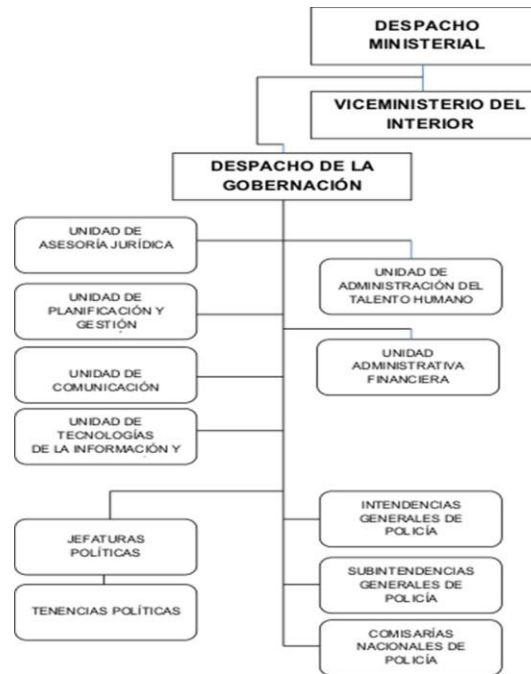 DESPACHO
MINISTERIAL
VICEMINISTERIO DEL
INTERIOR
DESPACHO DE LA
GOBERNACIÓN
UNIDAD DE
ASESORÍA JURÍDICA
UNIDAD DE
ADMINISTRACIÓN DEL
TALENTO HUMANO
UNIDAD DE
PLANIFICACIÓN Y
GESTIÓN
UNIDAD
ADMINISTRATIVA
FINANCIERA
UNIDAD DE
COMUNICACIÓN
UNIDAD DE
TECNOLOGÍAS
DE LA INFORMACIÓN Y
JEFATURAS
POLÍTICAS
TENENCIAS POLÍTICAS
INTENDENCIAS
GENERALES DE
POLICÍA
SUBINTENDENCIAS
GENERALES DE
POLICÍA
COMISARÍAS
NACIONALES DE
POLICÍA